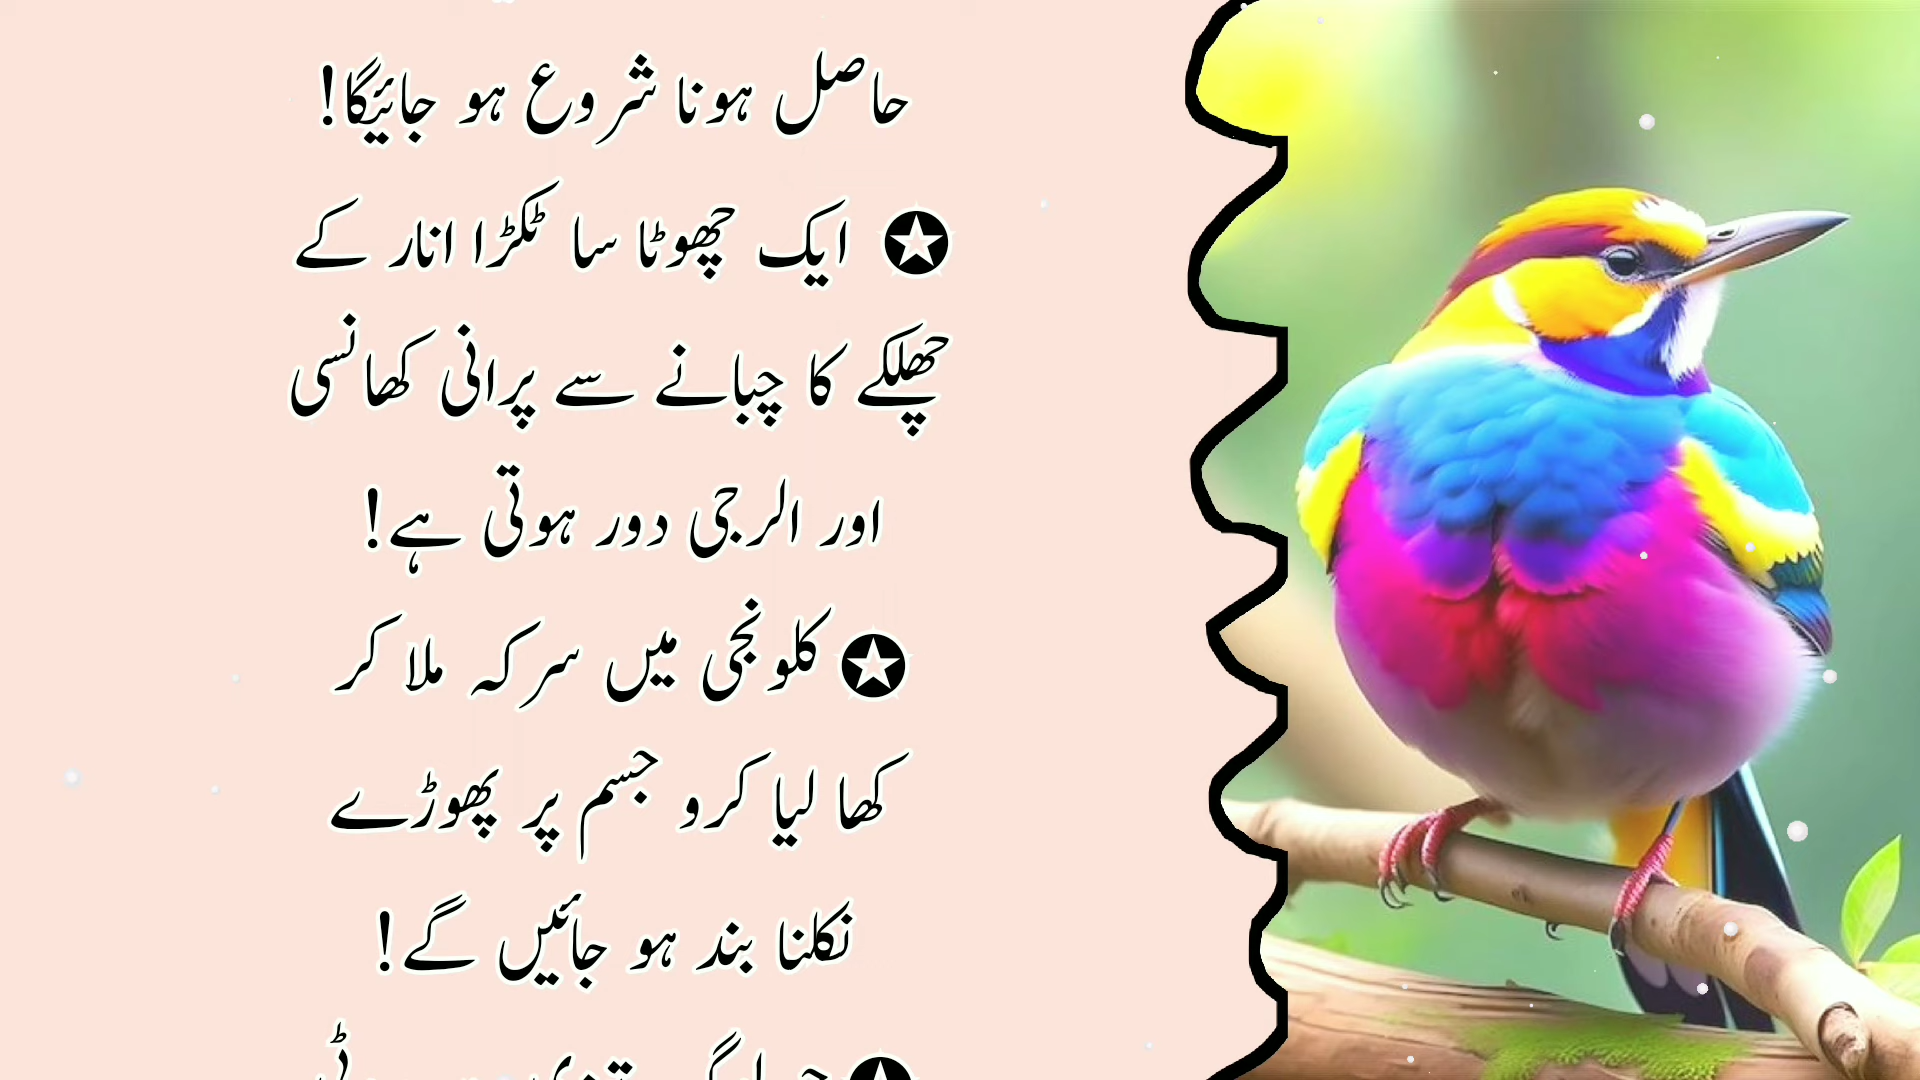 حاصل ہونا شروع ہو جائیگا!
✪ ایک چھوٹا سا ٹکڑا انار کے
چھلکے کا چبانے سے پرانی کھانسی
اور الرجی دور ہوتی ہے!
✪ کلونجی میں سرکہ ملا کر
کھا لیا کرو جسم پر پھوڑے
نکلنا بند ہو جائیں گے!